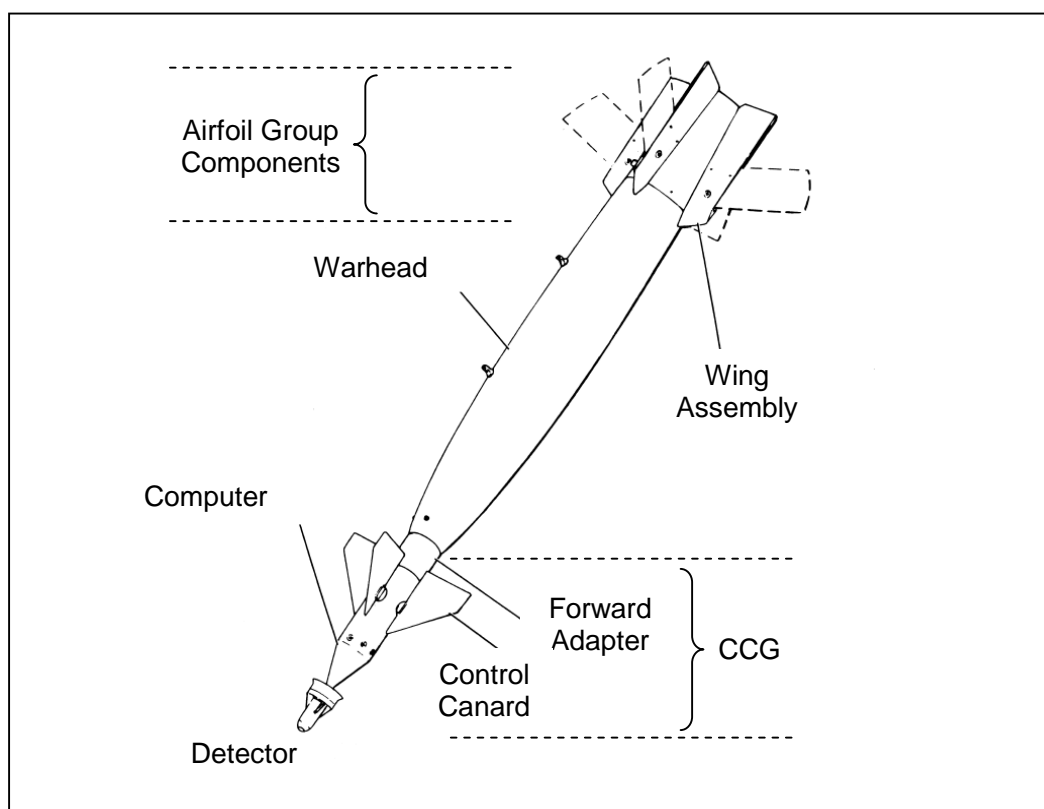 Airfoil Group
Components
Warhead
Wing
Assembly
Computer
Forward
Adapter
CCG
Control
Canard
Detector